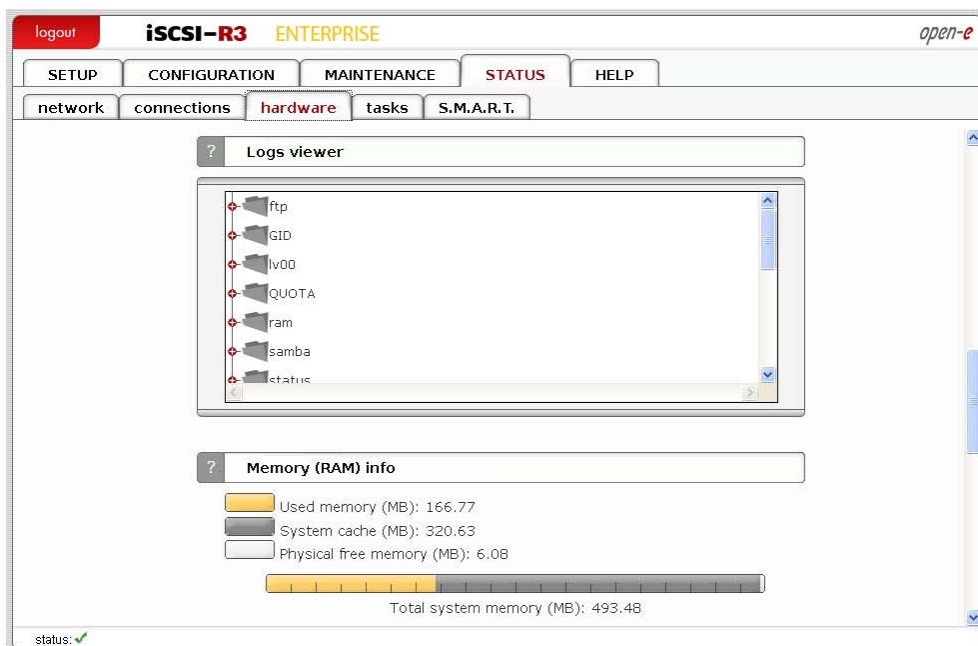 logout iSCSI-R3 ENTERPRISE open-e
SETUP CONFIGURATION MAINTENANCE STATUS HELP
network connections hardware tasks S.M.A.R.T.
? Logs viewer
ftp
GID
lv00
QUOTA
ram
samba
status
? Memory (RAM) info
Used memory (MB): 166.77
System cache (MB): 320.63
Physical free memory (MB): 6.08
Total system memory (MB): 493.48
status: